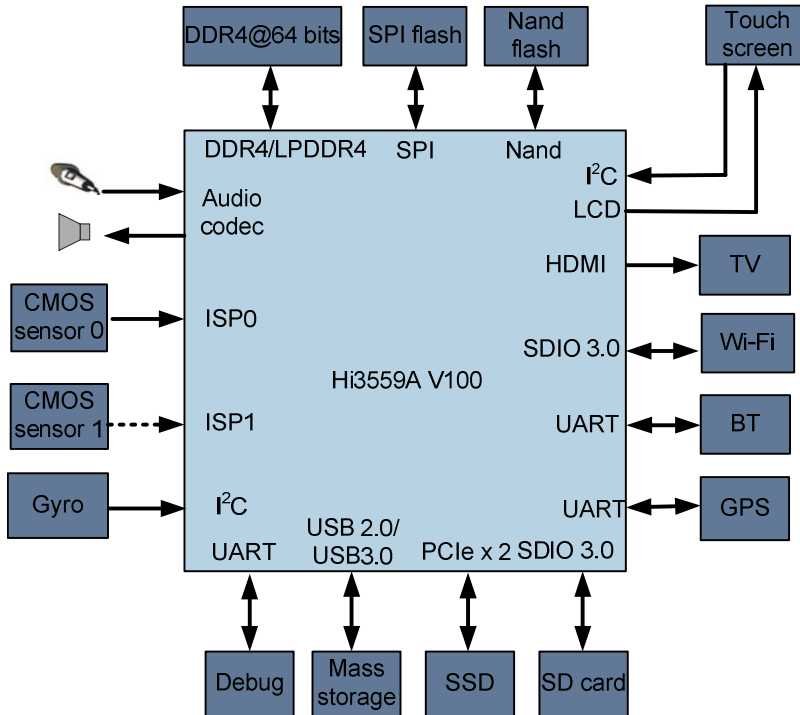 DDR4@64 bits
SPI flash
Nand
flash
Touch
screen
DDR4/LPDDR4
SPI
Nand
I²C
LCD
Audio
codec
HDMI
TV
CMOS
sensor 0
ISP0
SDIO 3.0
Wi-Fi
Hi3559A V100
CMOS
sensor 1
ISP1
UART
BT
Gyro
I²C
UART
GPS
UART
USB 2.0/
USB3.0
PCIe x 2
SDIO 3.0
Debug
Mass
storage
SSD
SD card